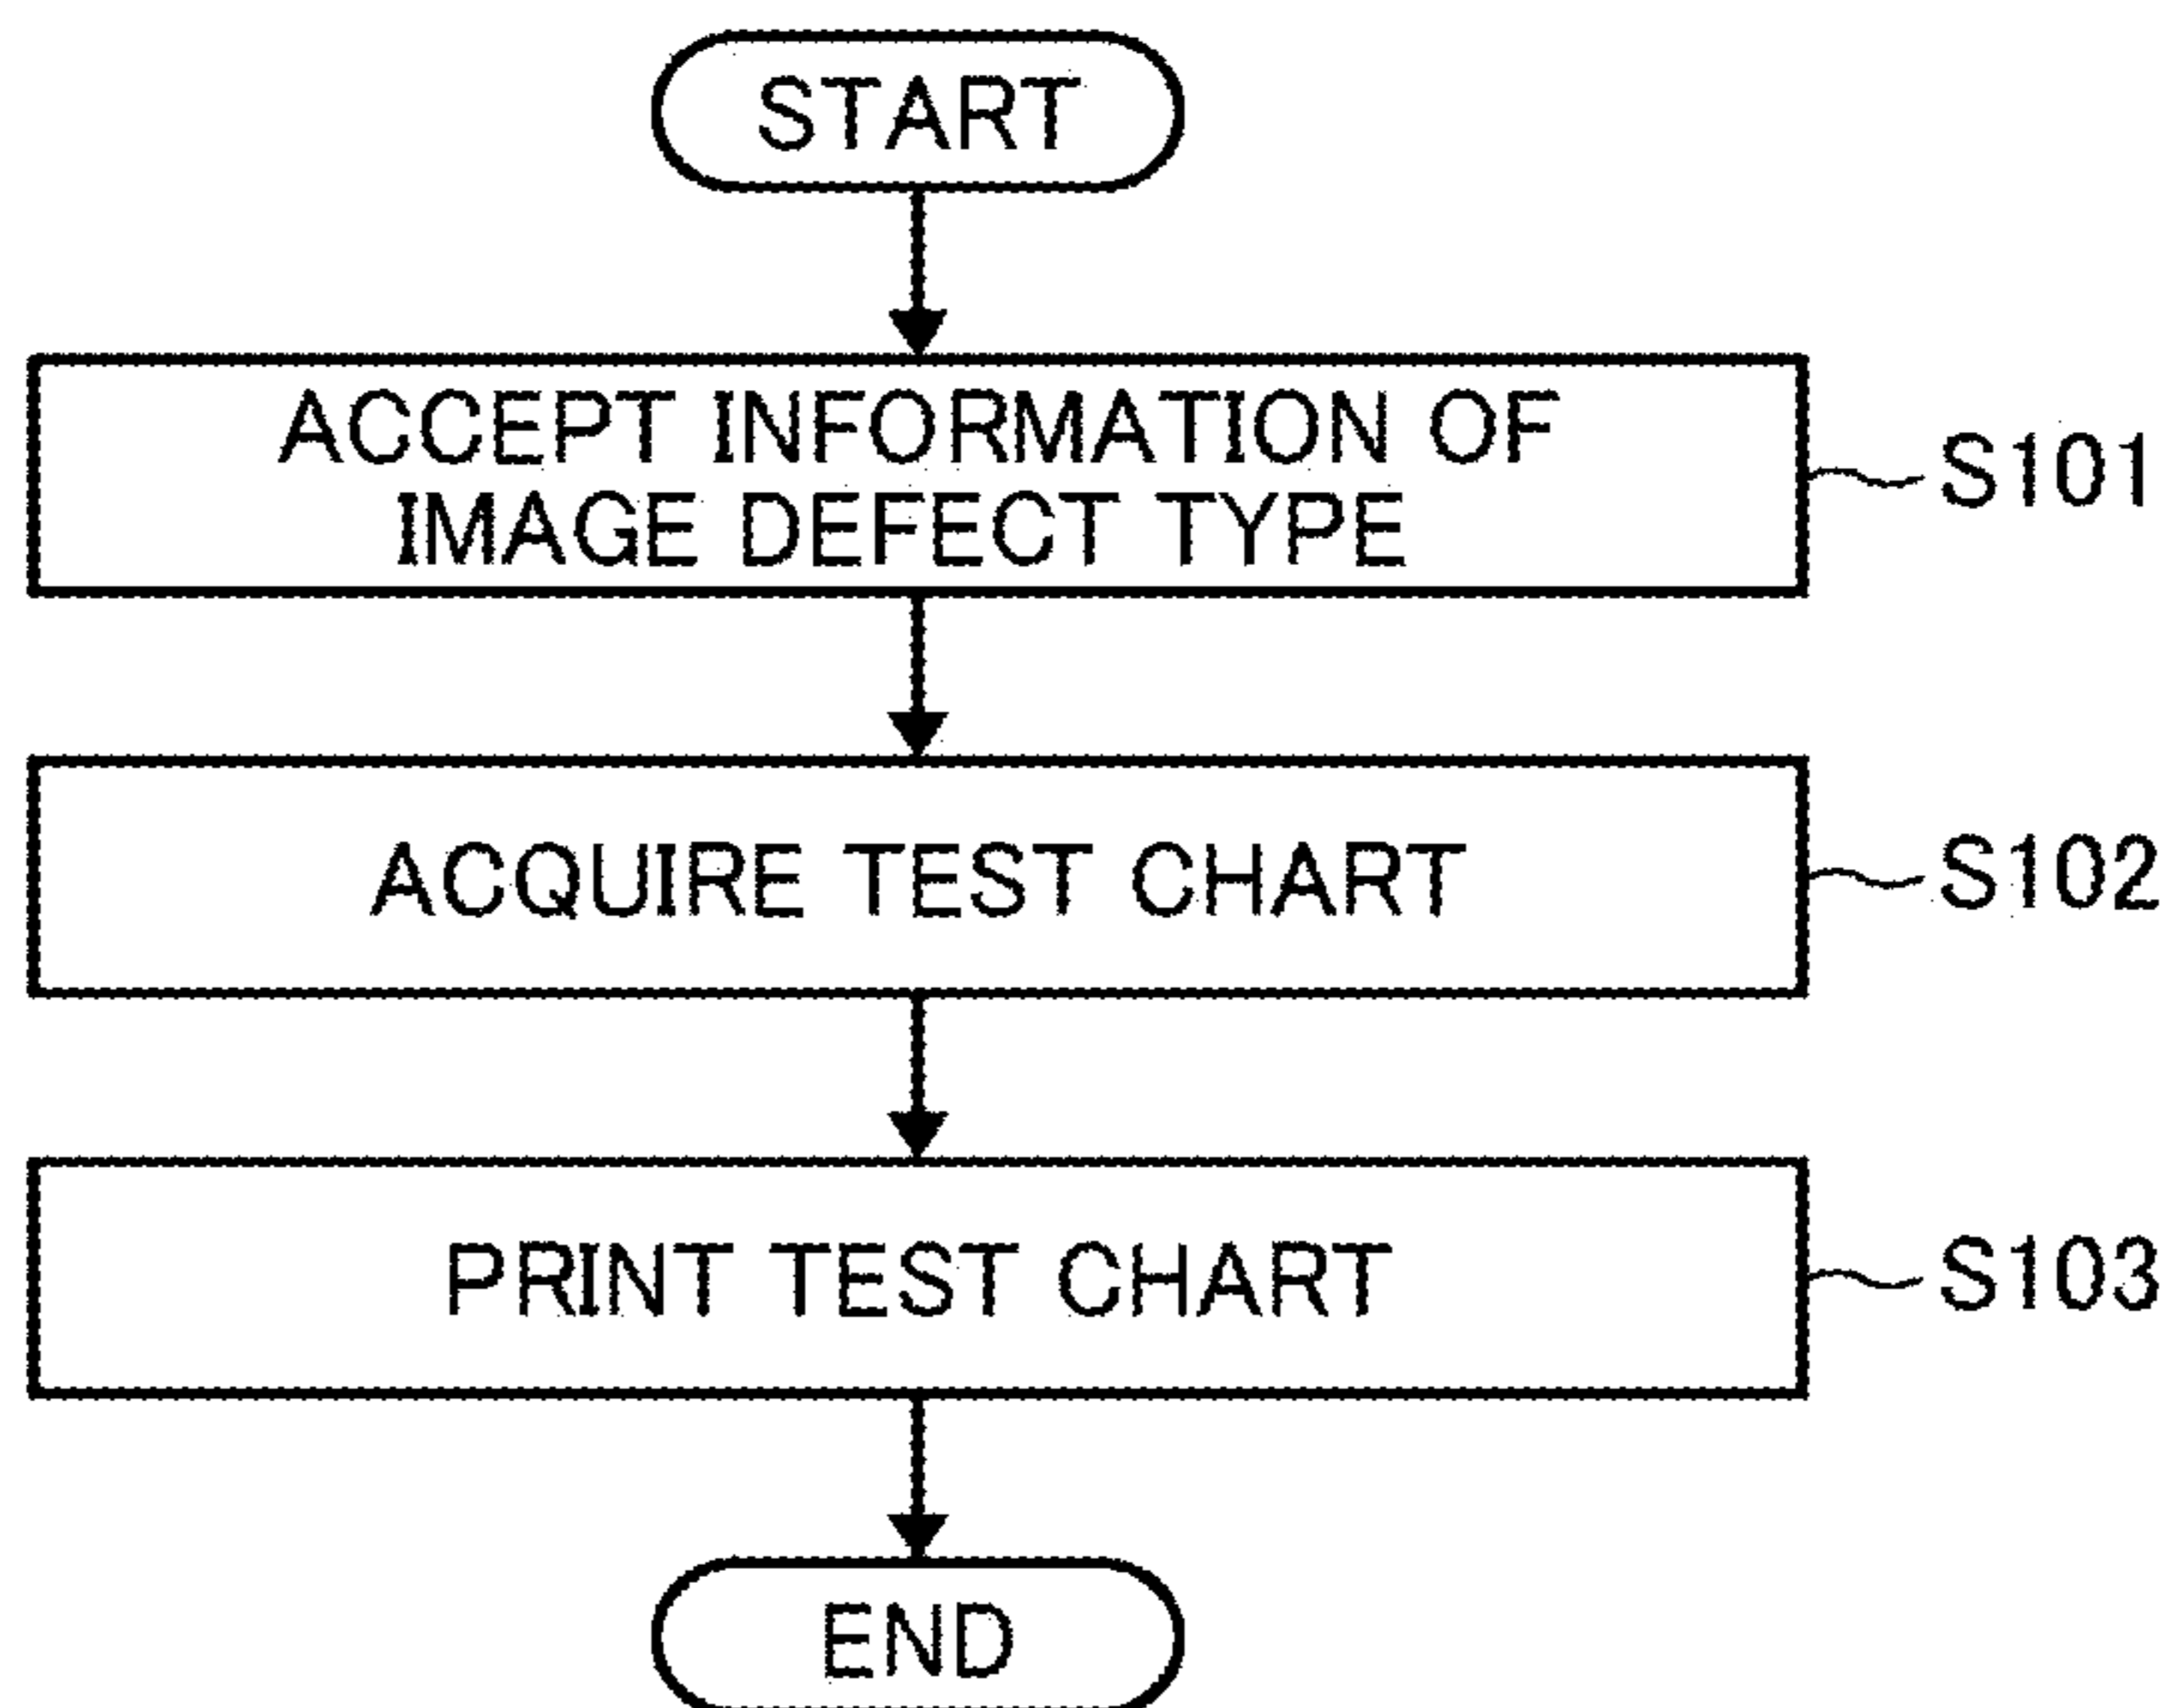 START
ACCEPT INFORMATION OF
IMAGE DEFECT TYPE
S101
ACQUIRE TEST CHART
S102
PRINT TEST CHART
S103
END